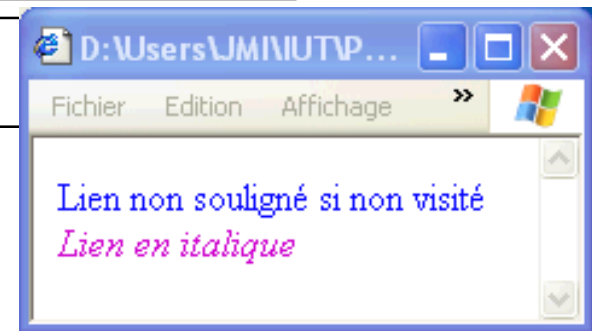 D:\Users\JMI\IUT\P...
Fichier Edition Affichage »
Lien non souligné si non visité
Lien en italique